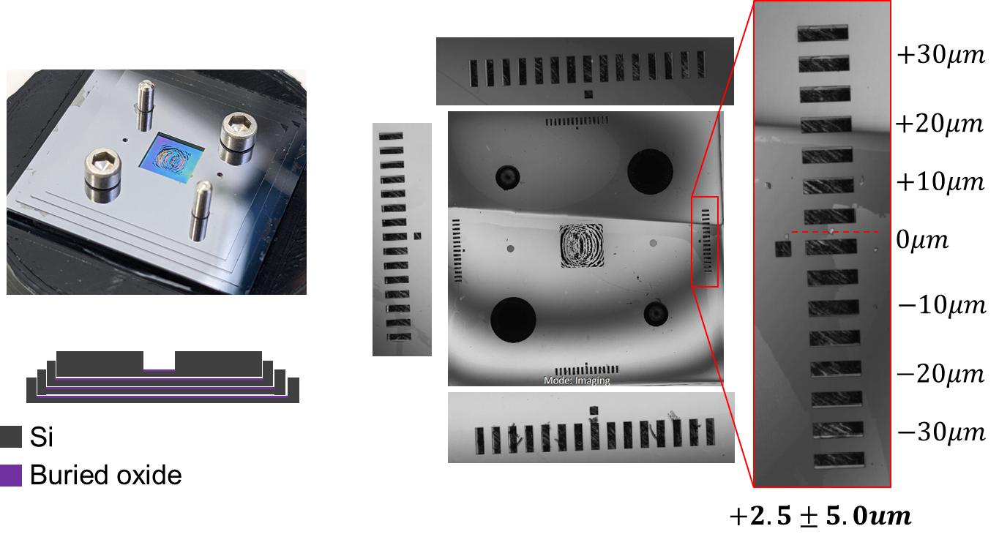 +30μm
+20μm
+10μm
0μm
−10μm
−20μm
−30μm
Mode: Imaging
Si
Buried oxide
+2.5 ± 5.0um